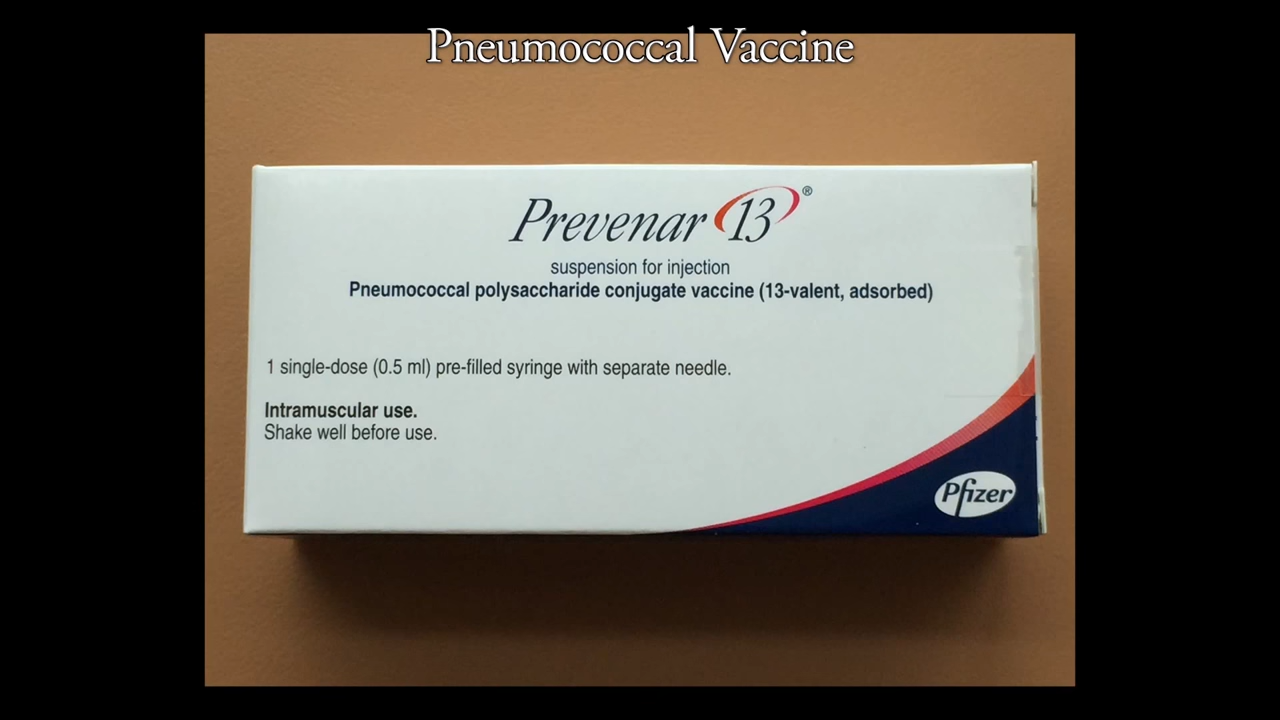 Pneumococcal Vaccine
Prevenar 13®
suspension for injection
Pneumococcal polysaccharide conjugate vaccine (13-valent, adsorbed)
1 single-dose (0.5 ml) pre-filled syringe with separate needle.
Intramuscular use.
Shake well before use.
Pfizer